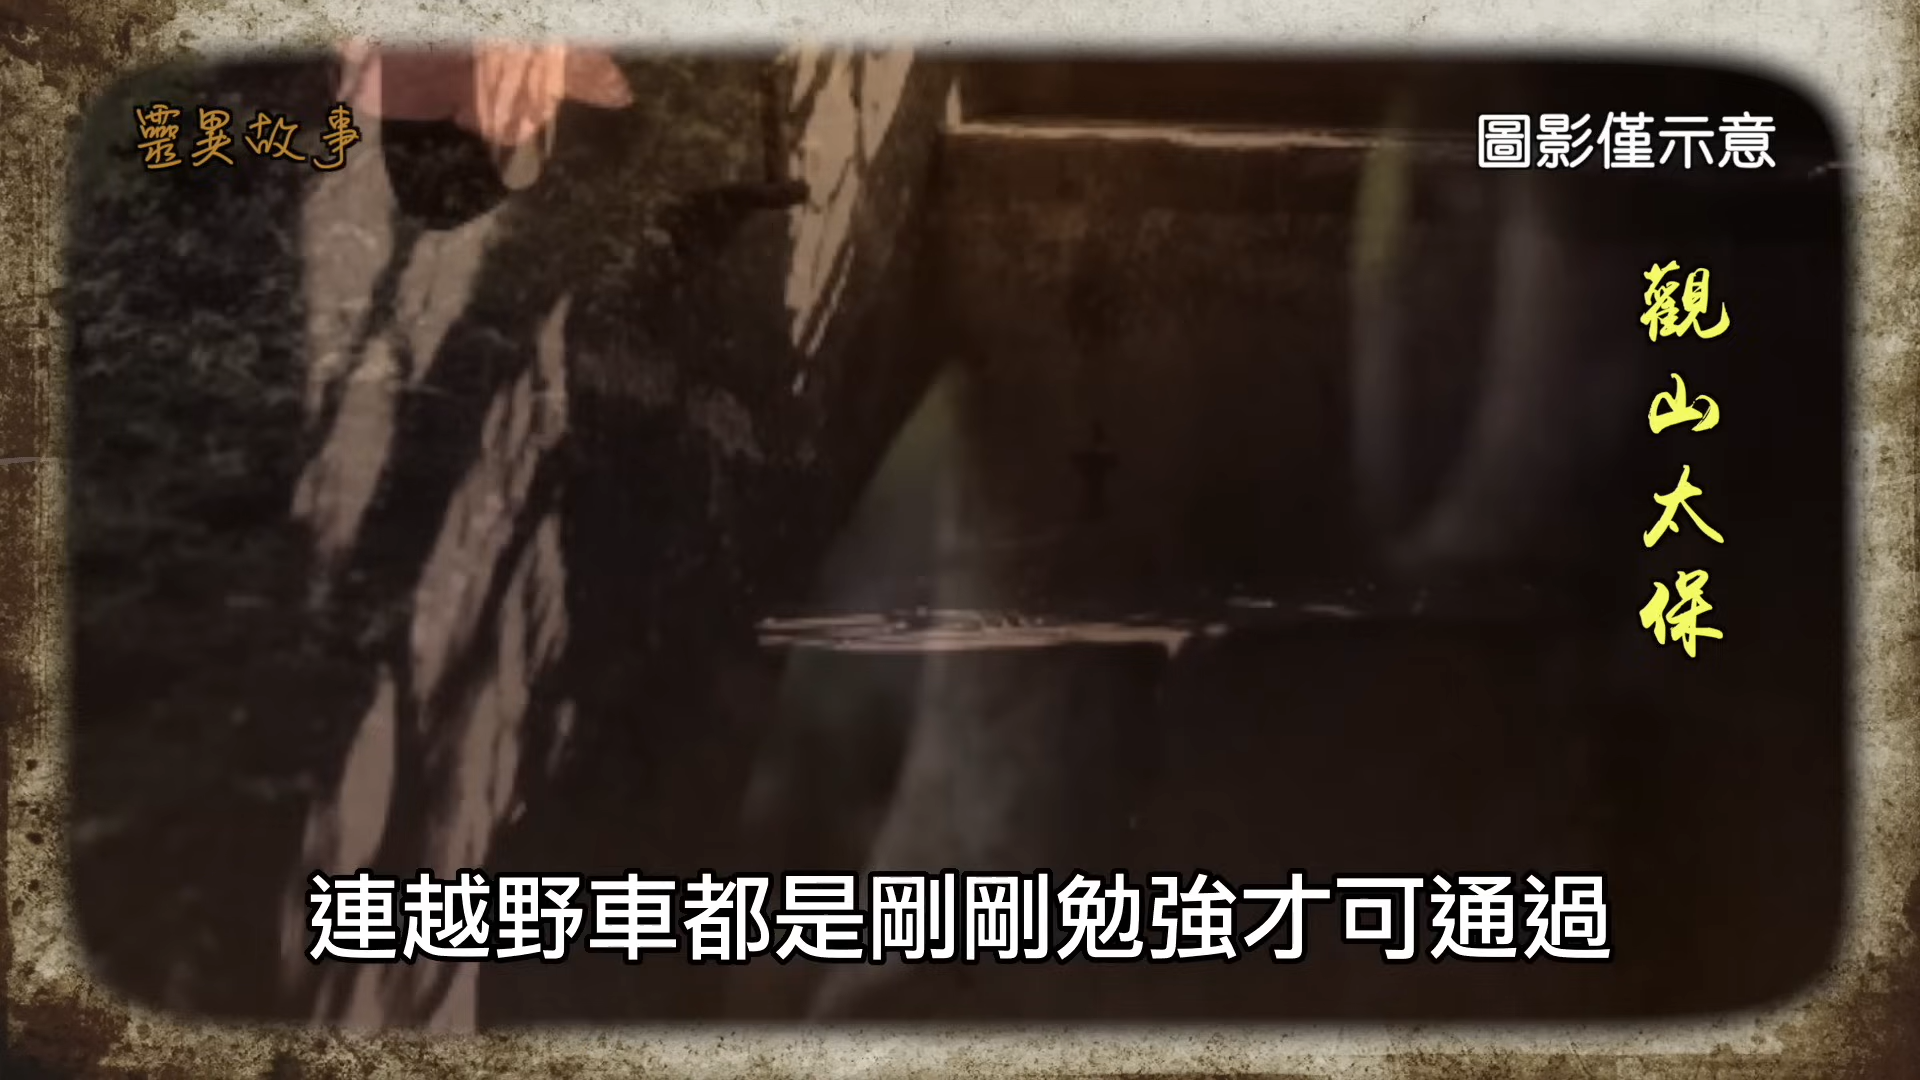 靈異故事
圖影僅示意
觀山太保
連越野車都是剛剛勉強才可通過